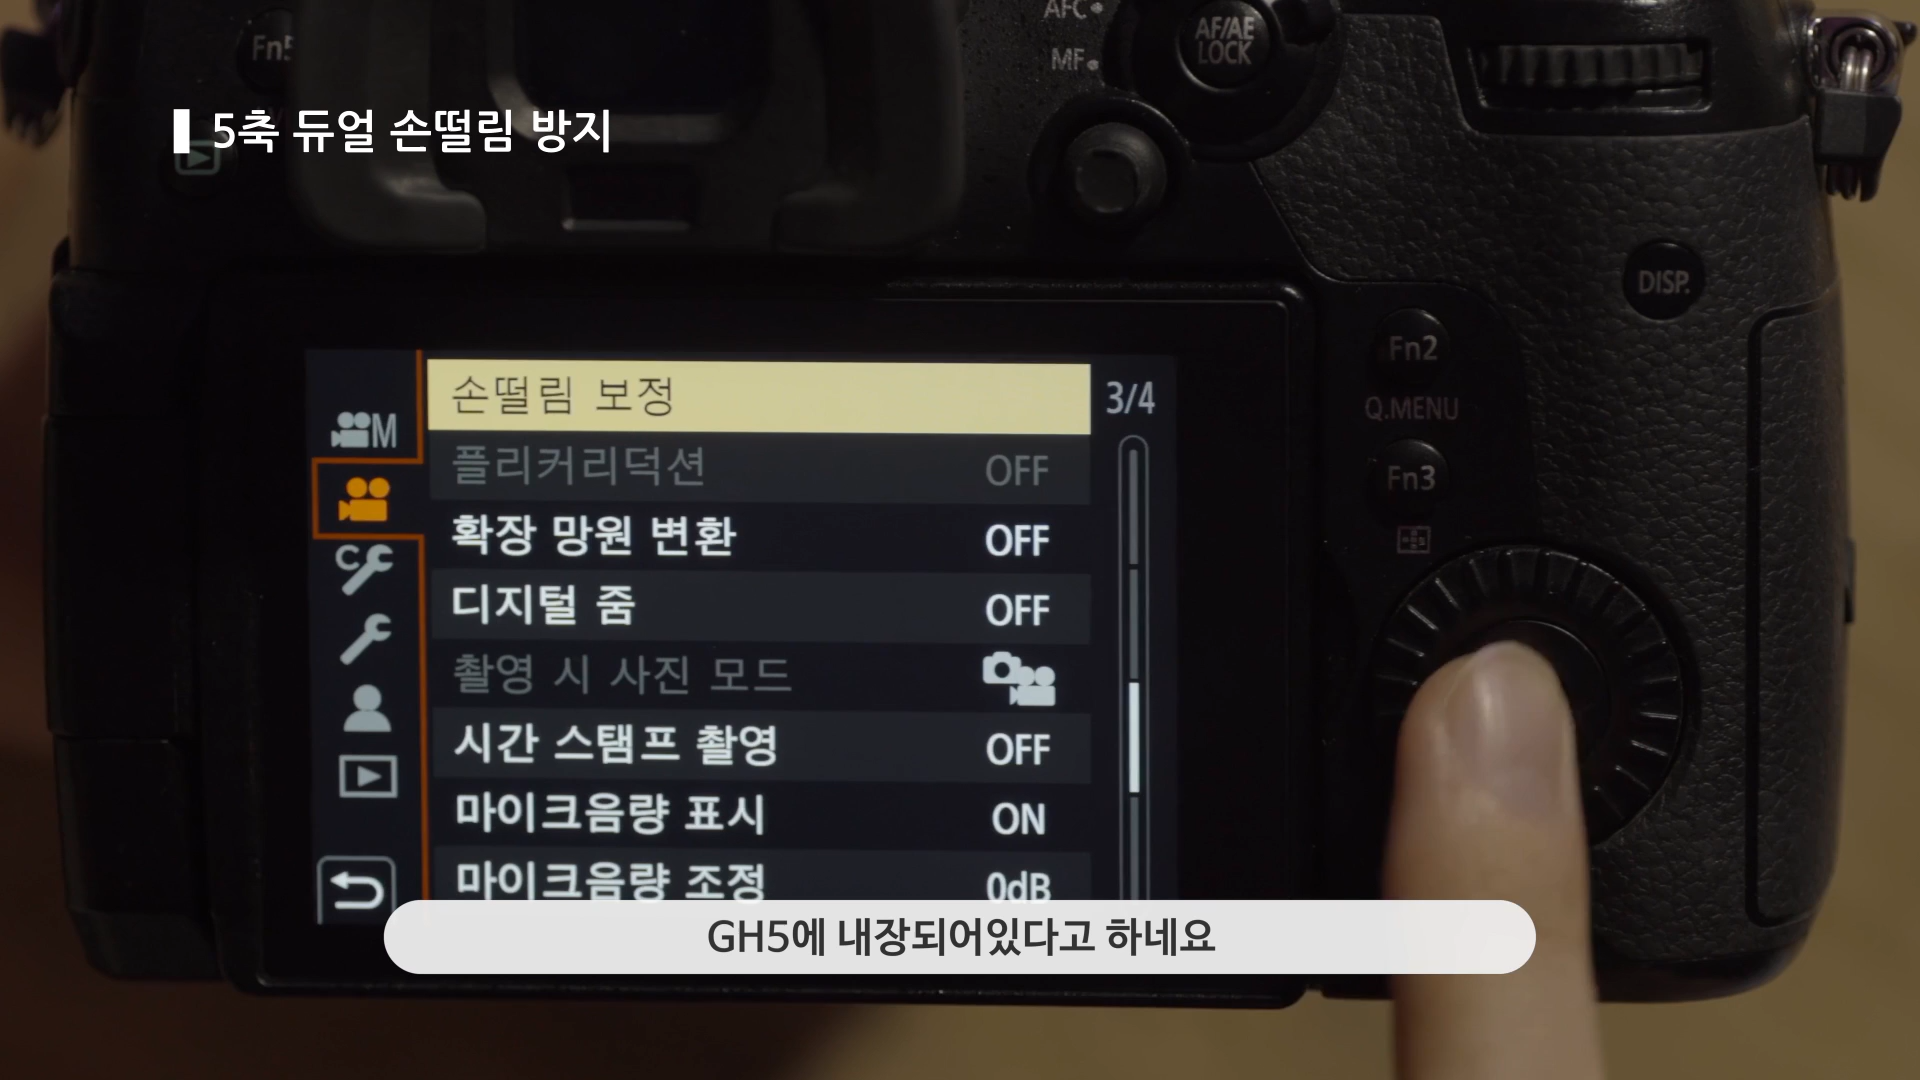 AFC
Fn5
AF/AE
LOCK
MF
5축 듀얼 손떨림 방지
DISP.
Fn2
손떨림 보정
3/4
Q.MENU
M
플리커리덕션 OFF
Fn3
확장 망원 변환 OFF
C
디지털 줌 OFF
촬영 시 사진 모드
시간 스탬프 촬영 OFF
마이크음량 표시 ON
마이크음량 조정 0dB
GH5에 내장되어있다고 하네요